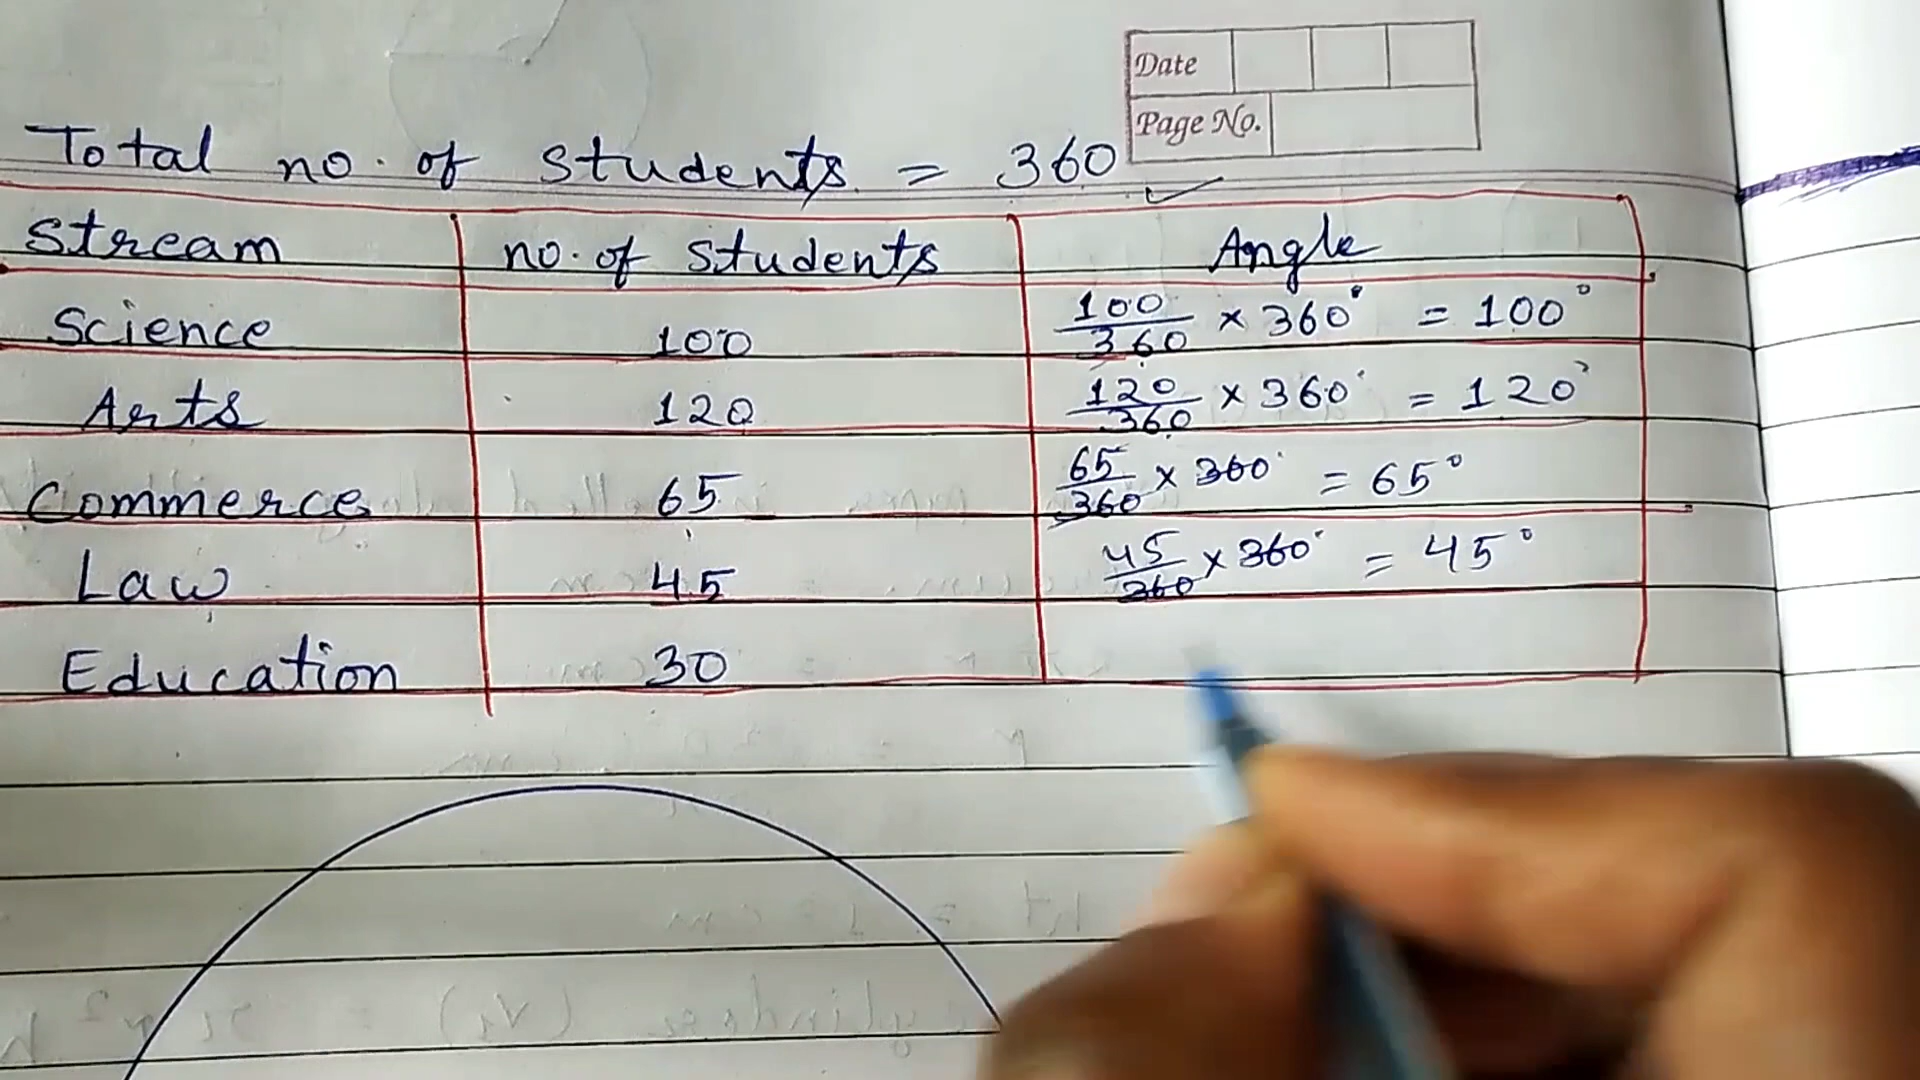 Date
Page No.
Total no. of students = 360
Stream no. of students Angle
Science 100 100/360 × 360° = 100°
Arts 120 120/360 × 360° = 120°
Commerce 65 65/360 × 360° = 65°
Law 45 45/360 × 360° = 45°
Education 30